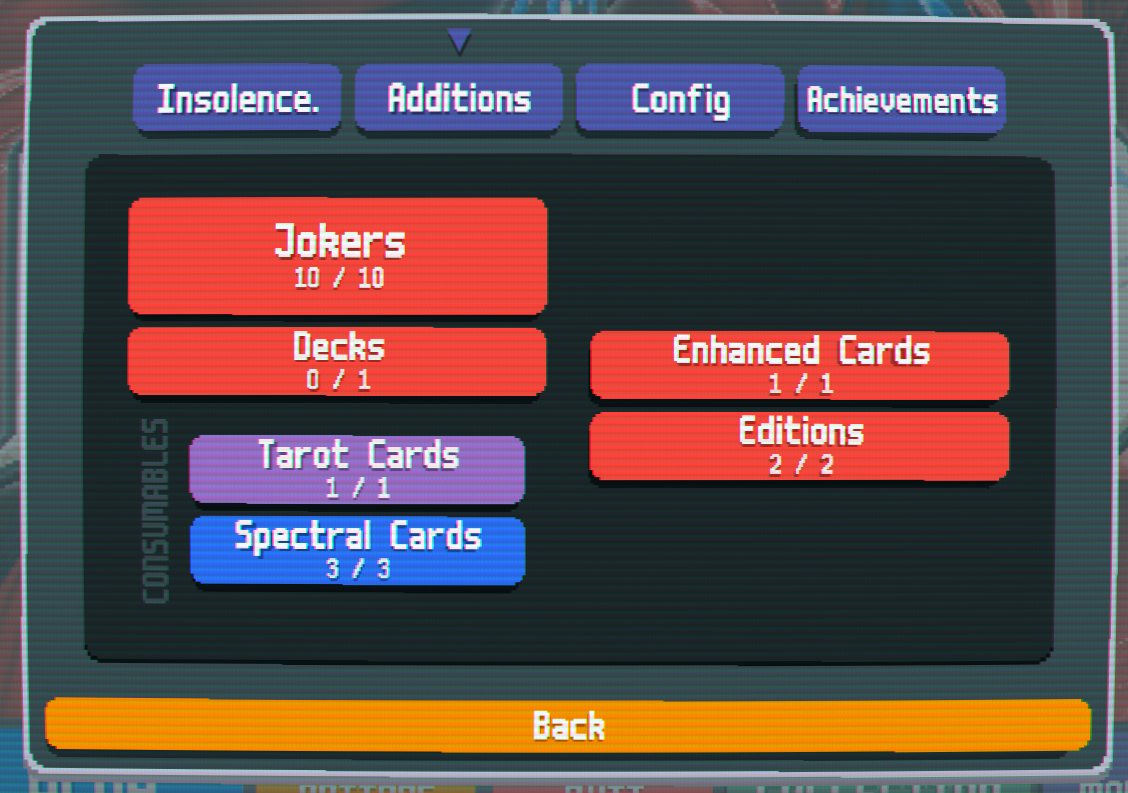 Insolence.
Additions
Config
Achievements
Jokers
10 / 10
Decks
0 / 1
Enhanced Cards
1 / 1
Editions
2 / 2
CONSUMABLES
Tarot Cards
1 / 1
Spectral Cards
3 / 3
Back